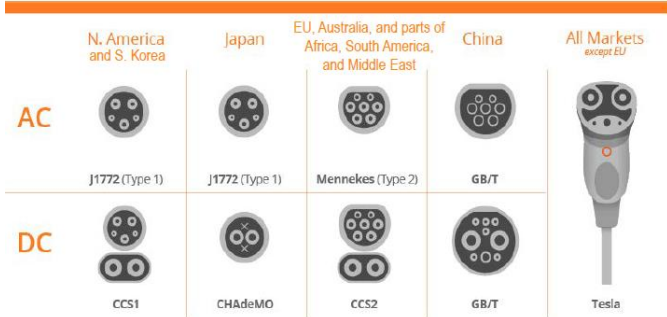 N. America
and S. Korea
Japan
EU, Australia, and parts of
Africa, South America,
and Middle East
China
All Markets
except EU
AC
J1772 (Type 1)
J1772 (Type 1)
Mennekes (Type 2)
GB/T
DC
CCS1
CHAdeMO
CCS2
GB/T
Tesla